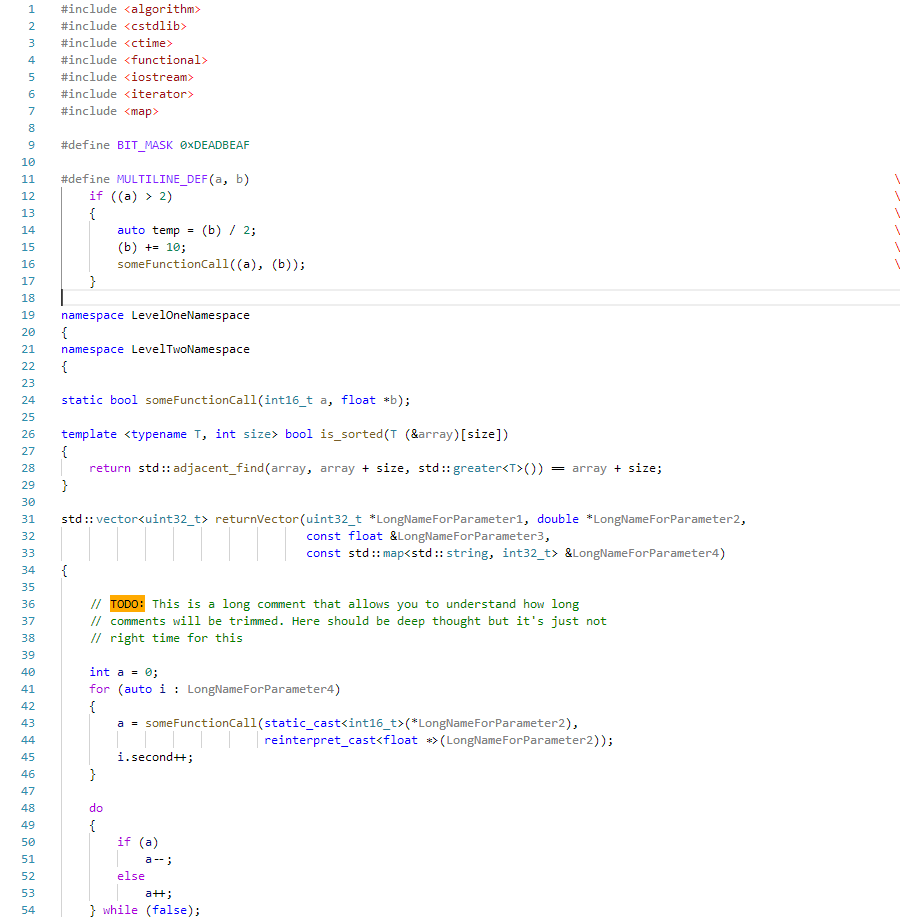 1 #include <algorithm>
2 #include <cstdlib>
3 #include <ctime>
4 #include <functional>
5 #include <iostream>
6 #include <iterator>
7 #include <map>
8
9 #define BIT_MASK 0xDEADBEAF
10
11 #define MULTILINE_DEF(a, b) \
12     if ((a) > 2) \
13     { \
14         auto temp = (b) / 2; \
15         (b) += 10; \
16         someFunctionCall((a), (b)); \
17     }
18
19 namespace LevelOneNamespace
20 {
21 namespace LevelTwoNamespace
22 {
23
24 static bool someFunctionCall(int16_t a, float *b);
25
26 template <typename T, int size> bool is_sorted(T (&array)[size])
27 {
28     return std::adjacent_find(array, array + size, std::greater<T>()) == array + size;
29 }
30
31 std::vector<uint32_t> returnVector(uint32_t *LongNameForParameter1, double *LongNameForParameter2,
32                                    const float &LongNameForParameter3,
33                                    const std::map<std::string, int32_t> &LongNameForParameter4)
34 {
35
36     // TODO: This is a long comment that allows you to understand how long
37     // comments will be trimmed. Here should be deep thought but it's just not
38     // right time for this
39
40     int a = 0;
41     for (auto i : LongNameForParameter4)
42     {
43         a = someFunctionCall(static_cast<int16_t>(*LongNameForParameter2),
44                              reinterpret_cast<float *>(LongNameForParameter2));
45         i.second++;
46     }
47
48     do
49     {
50         if (a)
51             a--;
52         else
53             a++;
54     } while (false);